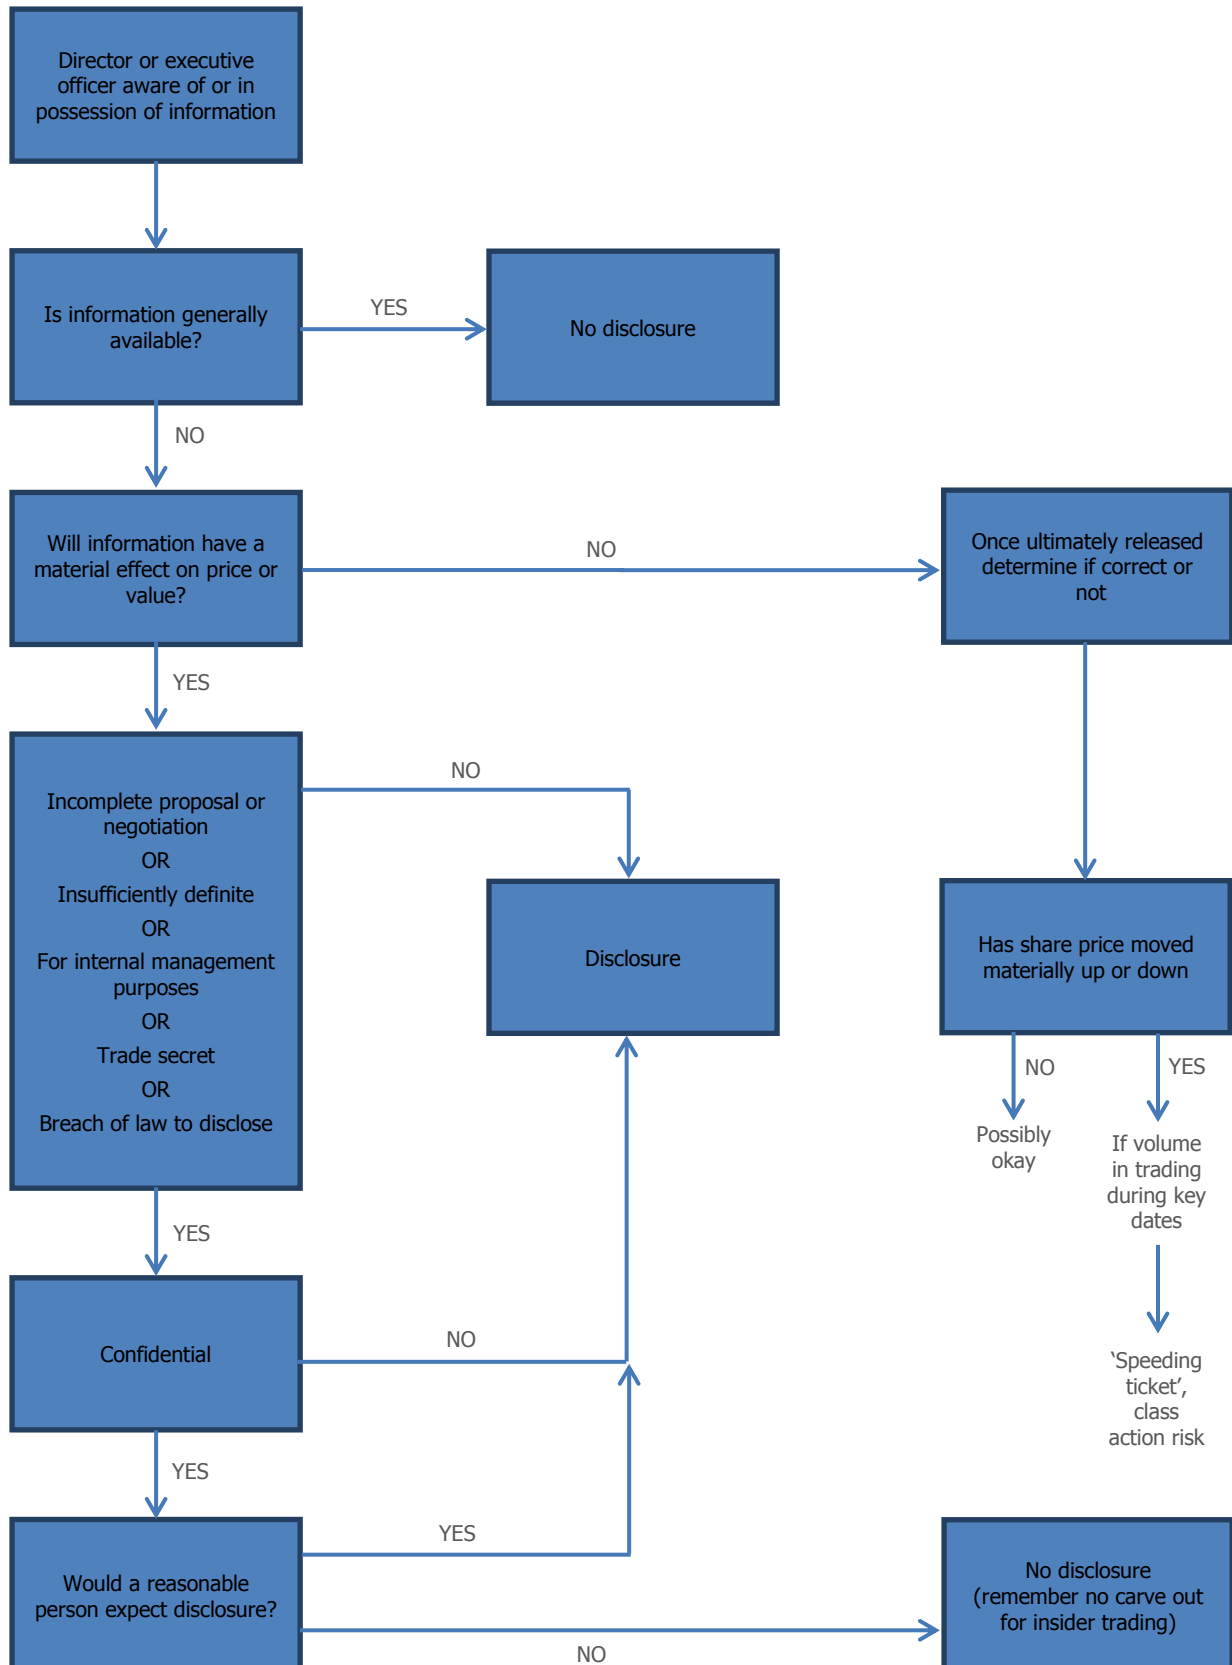 Director or executive
officer aware of or in
possession of information
Is information generally
available?
YES
No disclosure
NO
Will information have a
material effect on price or
value?
NO
Once ultimately released
determine if correct or
not
YES
Incomplete proposal or
negotiation
OR
Insufficiently definite
OR
For internal management
purposes
OR
Trade secret
OR
Breach of law to disclose
NO
Disclosure
Has share price moved
materially up or down
NO
YES
Possibly
okay
If volume
in trading
during key
dates
YES
Confidential
NO
‘Speeding
ticket’,
class
action risk
YES
Would a reasonable
person expect disclosure?
YES
NO
No disclosure
(remember no carve out
for insider trading)